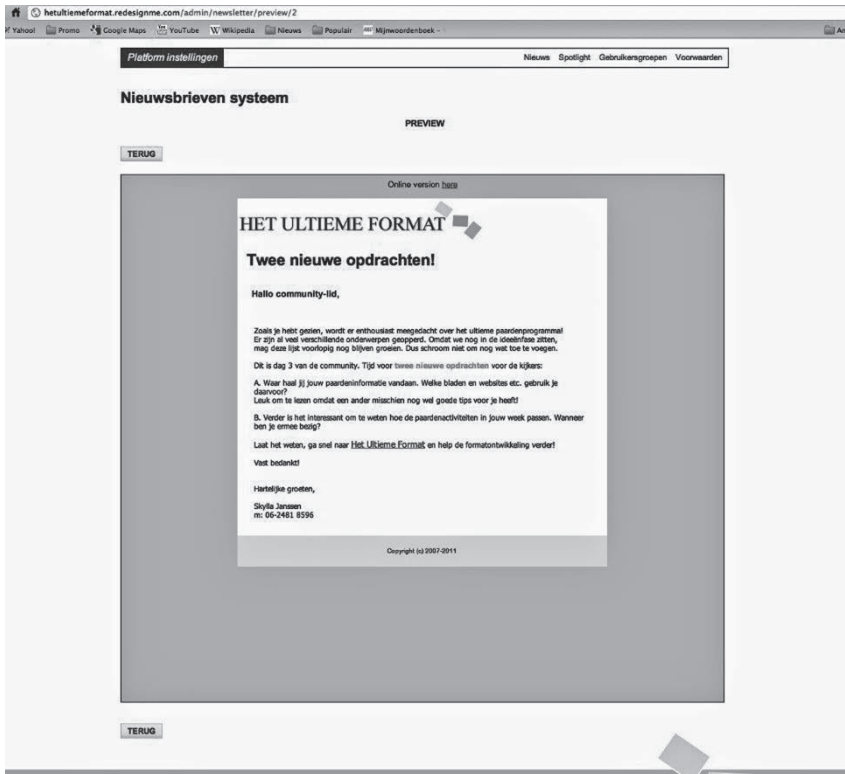 hetultiemeformat.redesignme.com/admin/newsletter/preview/2
Yahoo! Promo Google Maps YouTube Wikipedia Nieuws Populair Mijnwoordenboek -
Platform instellingen Nieuws Spotlight Gebruikersgroepen Voorwaarden
Nieuwsbrieven systeem
PREVIEW
TERUG
Online version here
HET ULTIEME FORMAT
Twee nieuwe opdrachten!
Hallo community-lid,
Zoals je hebt gezien, wordt er enthousiast meegedacht over het ultieme paardenprogramma!
Er zijn al veel verschillende onderwerpen geopperd. Omdat we nog in de ideeënfase zitten,
mag deze lijst voorlopig nog blijven groeien. Dus schroom niet om nog wat toe te voegen.
Dit is dag 3 van de community. Tijd voor twee nieuwe opdrachten voor de kijkers:
A. Waar haal jij jouw paardeninformatie vandaan. Welke bladen en websites etc. gebruik je
daarvoor?
Leuk om te lezen omdat een ander misschien nog wel goede tips voor je heeft!
B. Verder is het interessant om te weten hoe de paardenactiviteiten in jouw week passen. Wanneer
ben je ermee bezig?
Laat het weten, ga snel naar Het Ultieme Format en help de formatontwikkeling verder!
Vast bedankt!
Hartelijke groeten,
Skylla Janssen
m: 06-2481 8596
Copyright (c) 2007-2011
TERUG